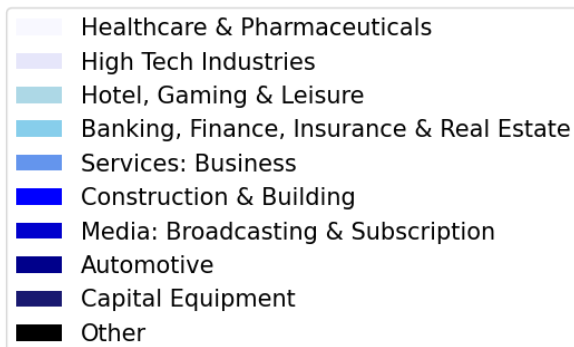 Healthcare & Pharmaceuticals
High Tech Industries
Hotel, Gaming & Leisure
Banking, Finance, Insurance & Real Estate
Services: Business
Construction & Building
Media: Broadcasting & Subscription
Automotive
Capital Equipment
Other